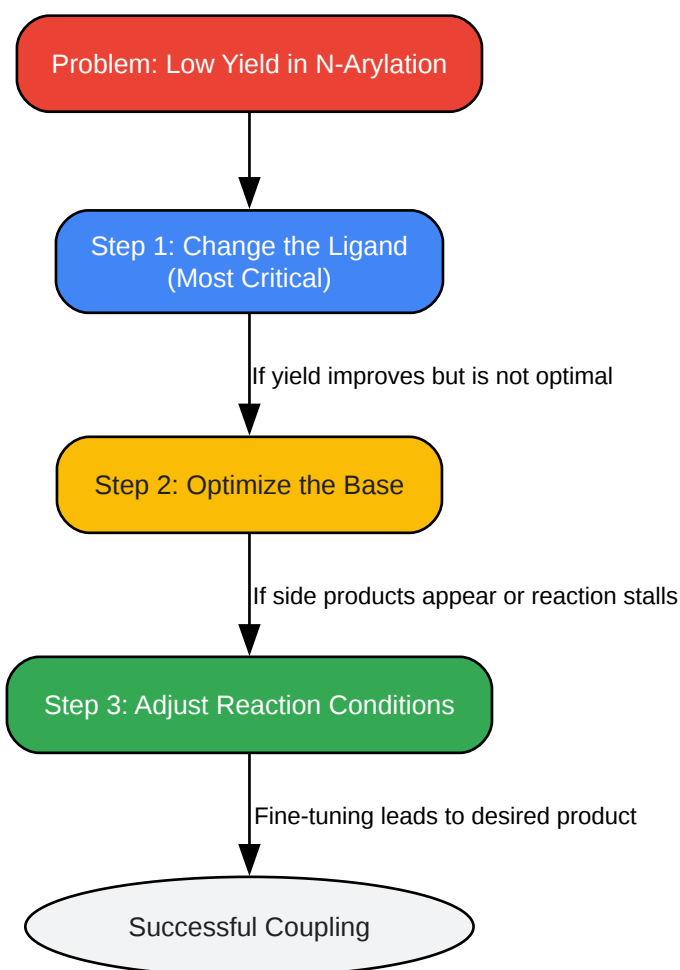 Problem: Low Yield in N-Arylation
Step 1: Change the Ligand
(Most Critical)
If yield improves but is not optimal
Step 2: Optimize the Base
If side products appear or reaction stalls
Step 3: Adjust Reaction Conditions
Fine-tuning leads to desired product
Successful Coupling